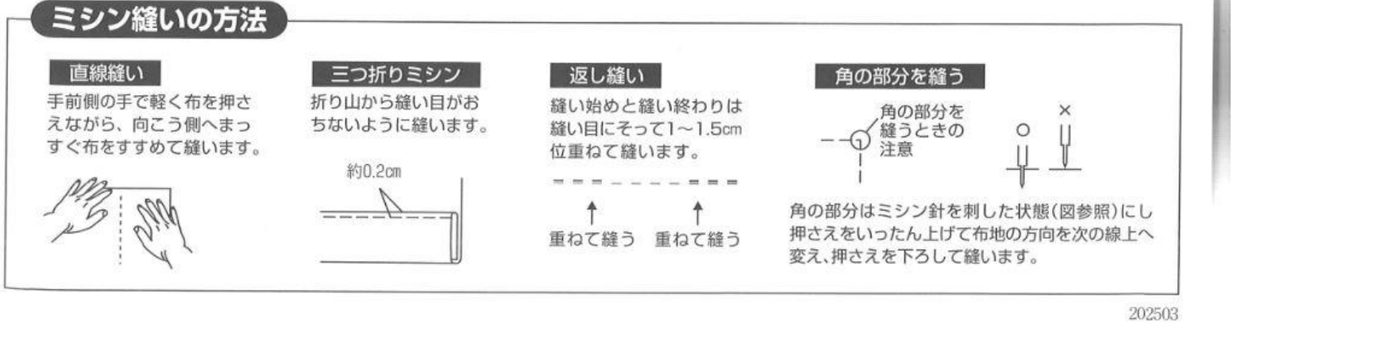 ミシン縫いの方法
直線縫い
手前側の手で軽く布を押さ
えながら、向こう側へまっ
すぐ布をすすめて縫います。
三つ折りミシン
折り山から縫い目がお
ちないように縫います。
約0.2cm
返し縫い
縫い始めと縫い終わりは
縫い目にそって1〜1.5cm
位重ねて縫います。
重ねて縫う 重ねて縫う
角の部分を縫う
角の部分を
縫うときの
注意
○ ×
角の部分はミシン針を刺した状態(図参照)にし
押さえをいったん上げて布地の方向を次の線上へ
変え、押さえを下ろして縫います。
202503